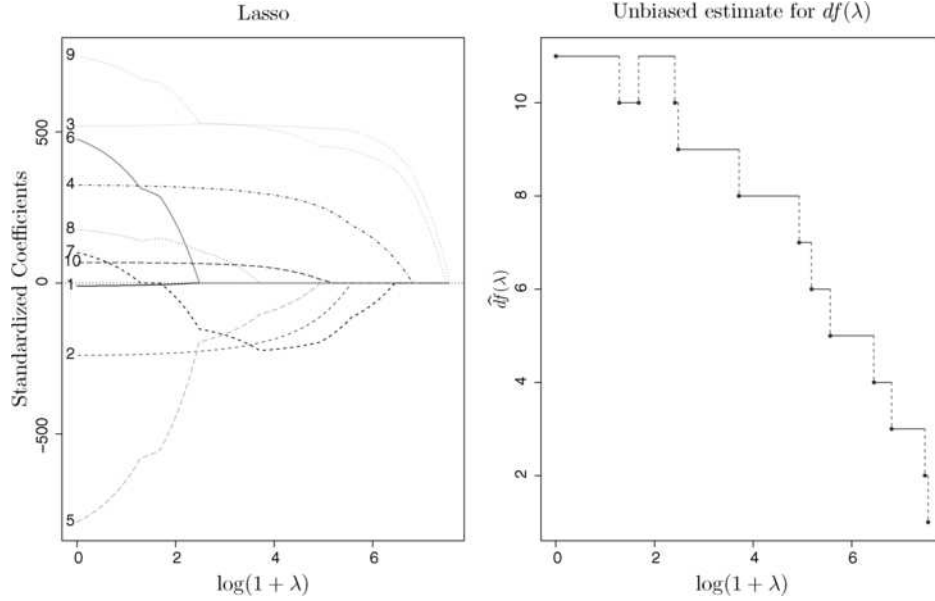 Lasso
Standardized Coefficients
500
0
−500
9
3
6
4
8
7
10
1
2
5
0 2 4 6
log(1 + λ)
Unbiased estimate for df(λ)
d̂f(λ)
10
8
6
4
2
0 2 4 6
log(1 + λ)